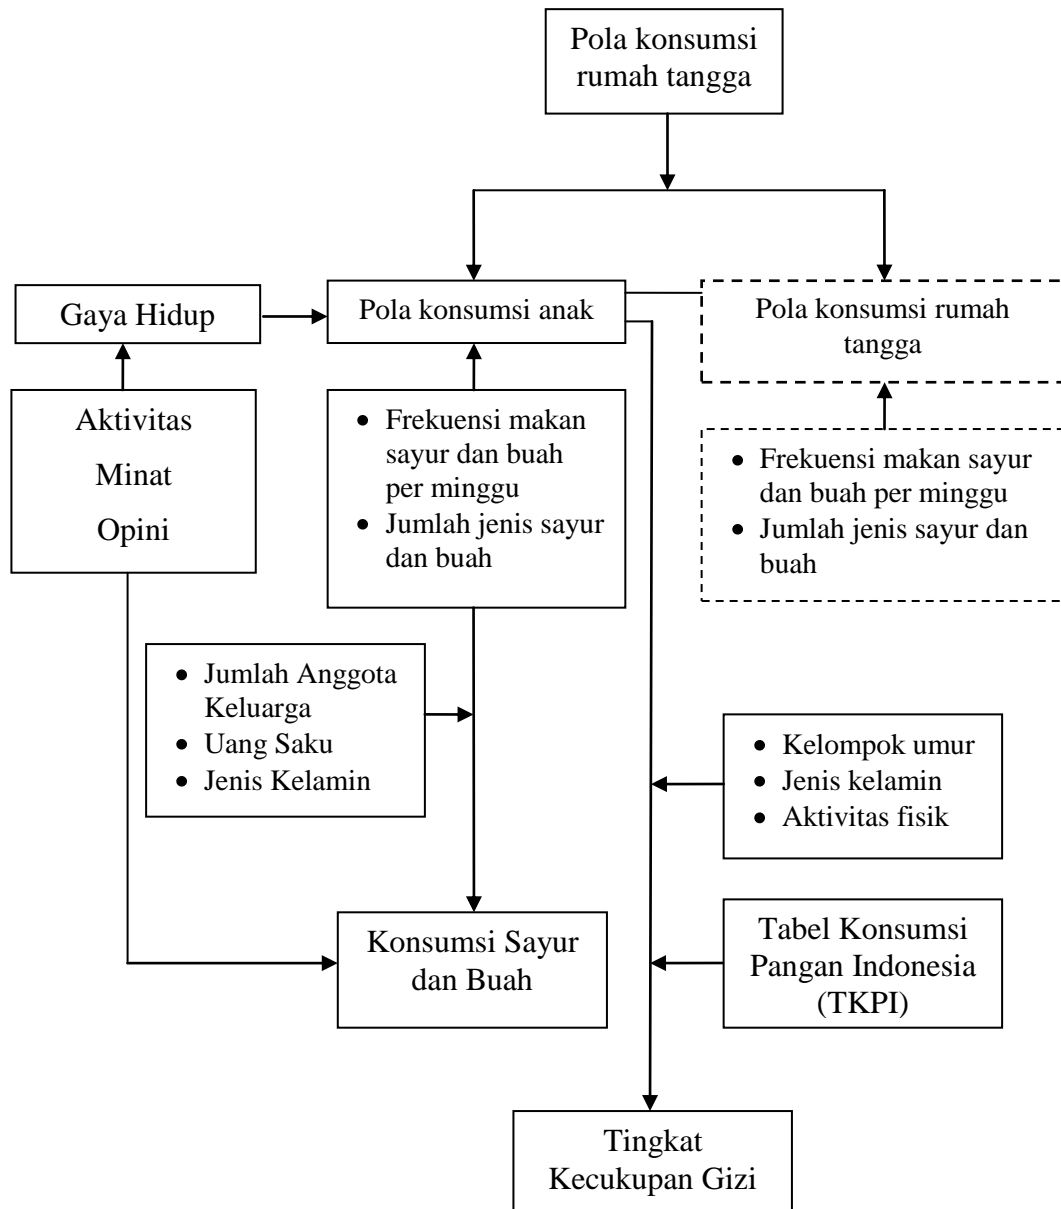 Pola konsumsi
rumah tangga
Gaya Hidup
Pola konsumsi anak
Pola konsumsi rumah
tangga
Aktivitas
Minat
Opini
• Frekuensi makan
sayur dan buah
per minggu
• Jumlah jenis sayur
dan buah
• Frekuensi makan sayur
dan buah per minggu
• Jumlah jenis sayur dan
buah
• Jumlah Anggota
Keluarga
• Uang Saku
• Jenis Kelamin
• Kelompok umur
• Jenis kelamin
• Aktivitas fisik
Konsumsi Sayur
dan Buah
Tabel Konsumsi
Pangan Indonesia
(TKPI)
Tingkat
Kecukupan Gizi